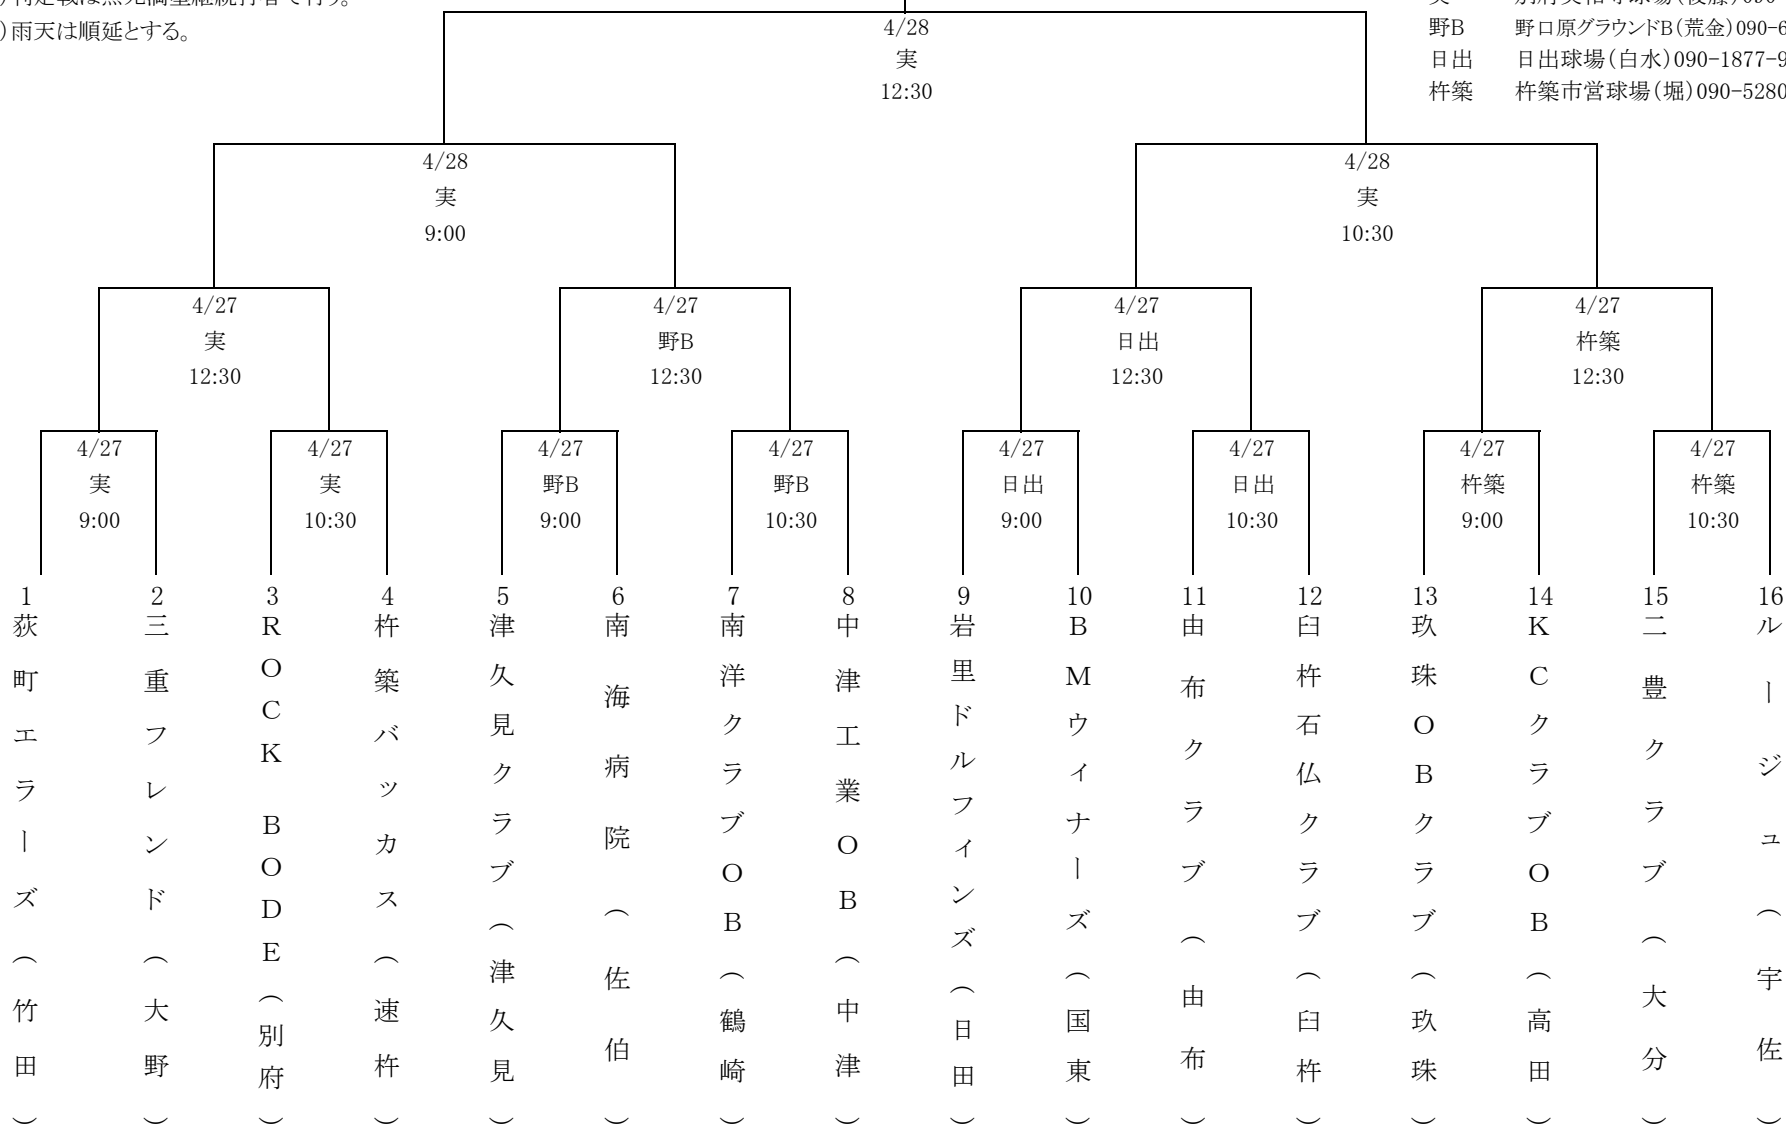 )雨天は順延とする。
野B 野口原グラウンドB(荒金)090-6
日出 日出球場(白水)090-1877-9
杵築 杵築市営球場(堀)090-5280
4/28
実
12:30
4/28
実
9:00
4/28
実
10:30
4/27
実
12:30
4/27
野B
12:30
4/27
日出
12:30
4/27
杵築
12:30
4/27
実
9:00
4/27
実
10:30
4/27
野B
9:00
4/27
野B
10:30
4/27
日出
9:00
4/27
日出
10:30
4/27
杵築
9:00
4/27
杵築
10:30
1
荻町エラーズ(竹田)
2
三重フレンド(大野)
3
ROCK BODE(別府)
4
杵築バッカス(速杵)
5
津久見クラブ(津久見)
6
南海病院(佐伯)
7
南洋クラブOB(鶴崎)
8
中津工業OB(中津)
9
岩里ドルフィンズ(日田)
10
BMウィナーズ(国東)
11
由布クラブ(由布)
12
臼杵石仏クラブ(臼杵)
13
玖珠OBクラブ(玖珠)
14
KCクラブOB(高田)
15
二豊クラブ(大分)
16
ルージュ(宇佐)